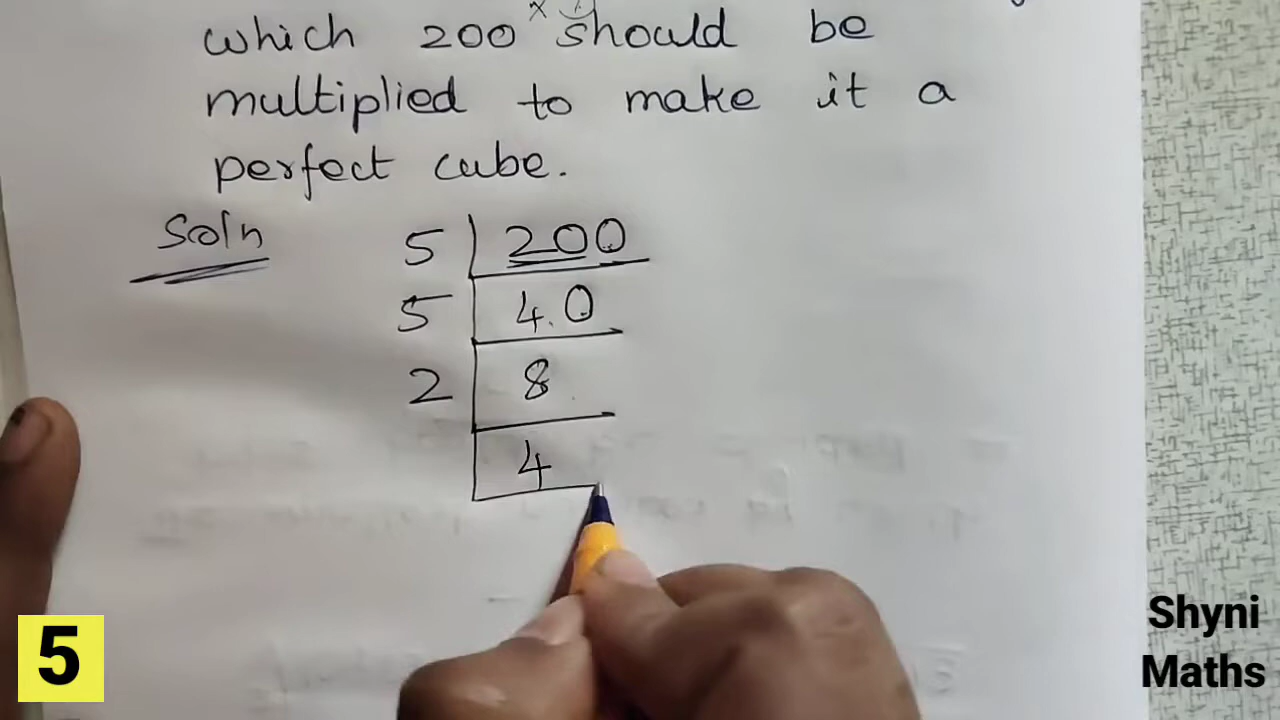 which 200 should be
multiplied to make it a
perfect cube.
Soln
5 | 200
5 | 40
2 | 8
4
5
Shyni
Maths